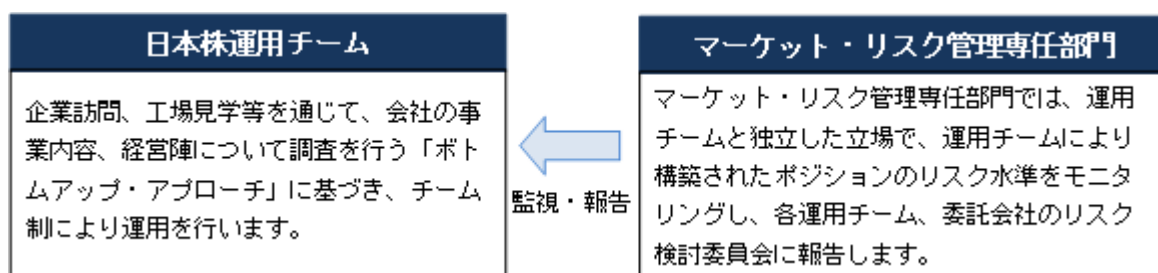 日本株運用チーム
企業訪問、工場見学等を通じて、会社の事
業内容、経営陣について調査を行う「ボト
ムアップ・アプローチ」に基づき、チーム
制により運用を行います。
監視・報告
マーケット・リスク管理専任部門
マーケット・リスク管理専任部門では、運用
チームと独立した立場で、運用チームにより
構築されたポジションのリスク水準をモニタ
リングし、各運用チーム、委託会社のリスク
検討委員会に報告します。